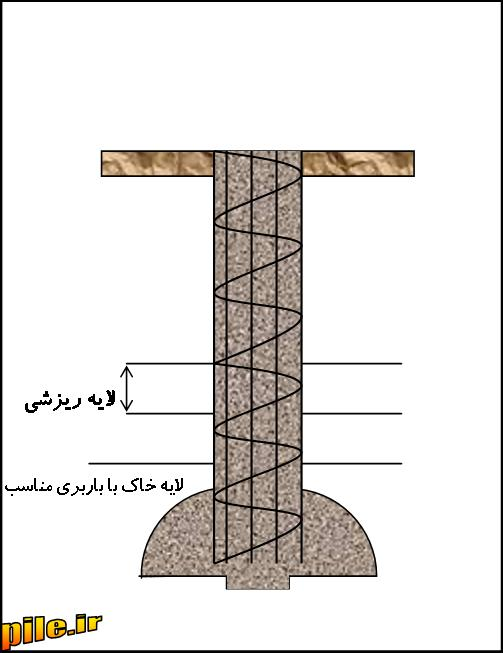 لایه ریزشی
لایه خاک با باربری مناسب
pile.ir